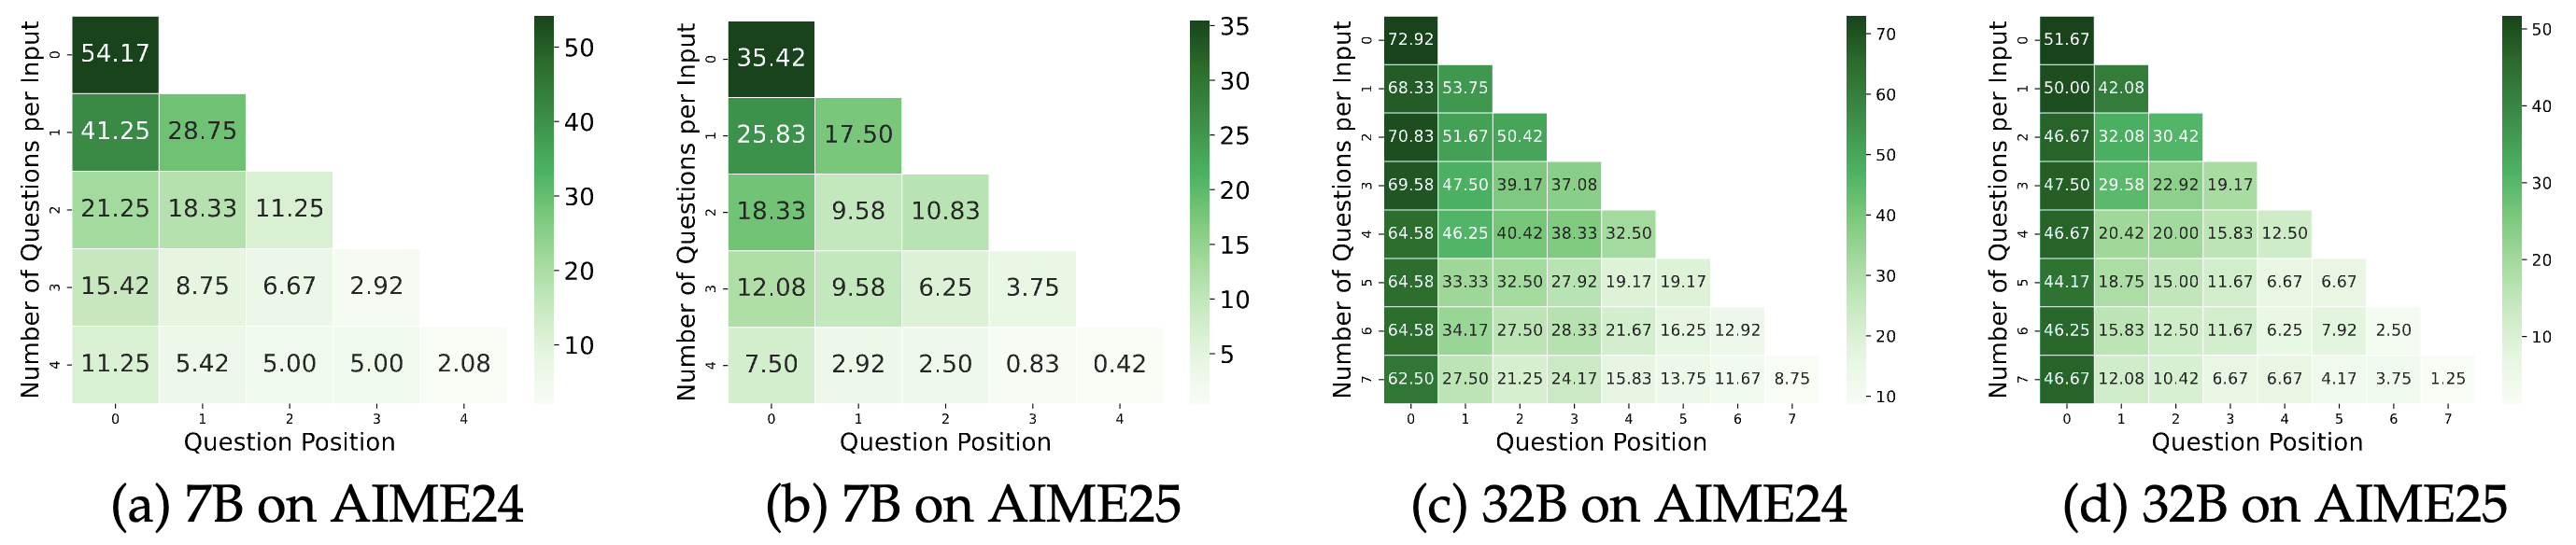 Number of Questions per Input
0
54.17
1
41.25 28.75
2
21.25 18.33 11.25
3
15.42 8.75 6.67 2.92
4
11.25 5.42 5.00 5.00 2.08
0 1 2 3 4
Question Position
50
40
30
20
10
(a) 7B on AIME24
Number of Questions per Input
0
35.42
1
25.83 17.50
2
18.33 9.58 10.83
3
12.08 9.58 6.25 3.75
4
7.50 2.92 2.50 0.83 0.42
0 1 2 3 4
Question Position
35
30
25
20
15
10
5
(b) 7B on AIME25
Number of Questions per Input
0
72.92
1
68.33 53.75
2
70.83 51.67 50.42
3
69.58 47.50 39.17 37.08
4
64.58 46.25 40.42 38.33 32.50
5
64.58 33.33 32.50 27.92 19.17 19.17
6
64.58 34.17 27.50 28.33 21.67 16.25 12.92
7
62.50 27.50 21.25 24.17 15.83 13.75 11.67 8.75
0 1 2 3 4 5 6 7
Question Position
70
60
50
40
30
20
10
(c) 32B on AIME24
Number of Questions per Input
0
51.67
1
50.00 42.08
2
46.67 32.08 30.42
3
47.50 29.58 22.92 19.17
4
46.67 20.42 20.00 15.83 12.50
5
44.17 18.75 15.00 11.67 6.67 6.67
6
46.25 15.83 12.50 11.67 6.25 7.92 2.50
7
46.67 12.08 10.42 6.67 6.67 4.17 3.75 1.25
0 1 2 3 4 5 6 7
Question Position
50
40
30
20
10
(d) 32B on AIME25